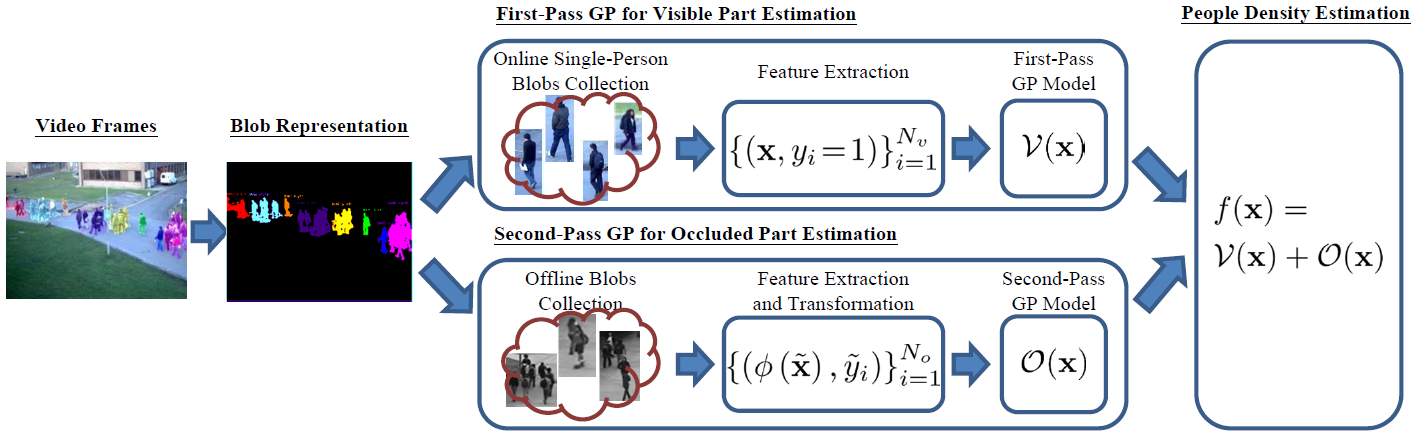 First-Pass GP for Visible Part Estimation
People Density Estimation
Online Single-Person
Blobs Collection
Feature Extraction
First-Pass
GP Model
Video Frames
Blob Representation
{(x, y_i=1)}_{i=1}^{N_v}
𝒱(x)
f(x) =
𝒱(x) + 𝒪(x)
Second-Pass GP for Occluded Part Estimation
Offline Blobs
Collection
Feature Extraction
and Transformation
Second-Pass
GP Model
{(ϕ(x̃), ỹ_i)}_{i=1}^{N_o}
𝒪(x)